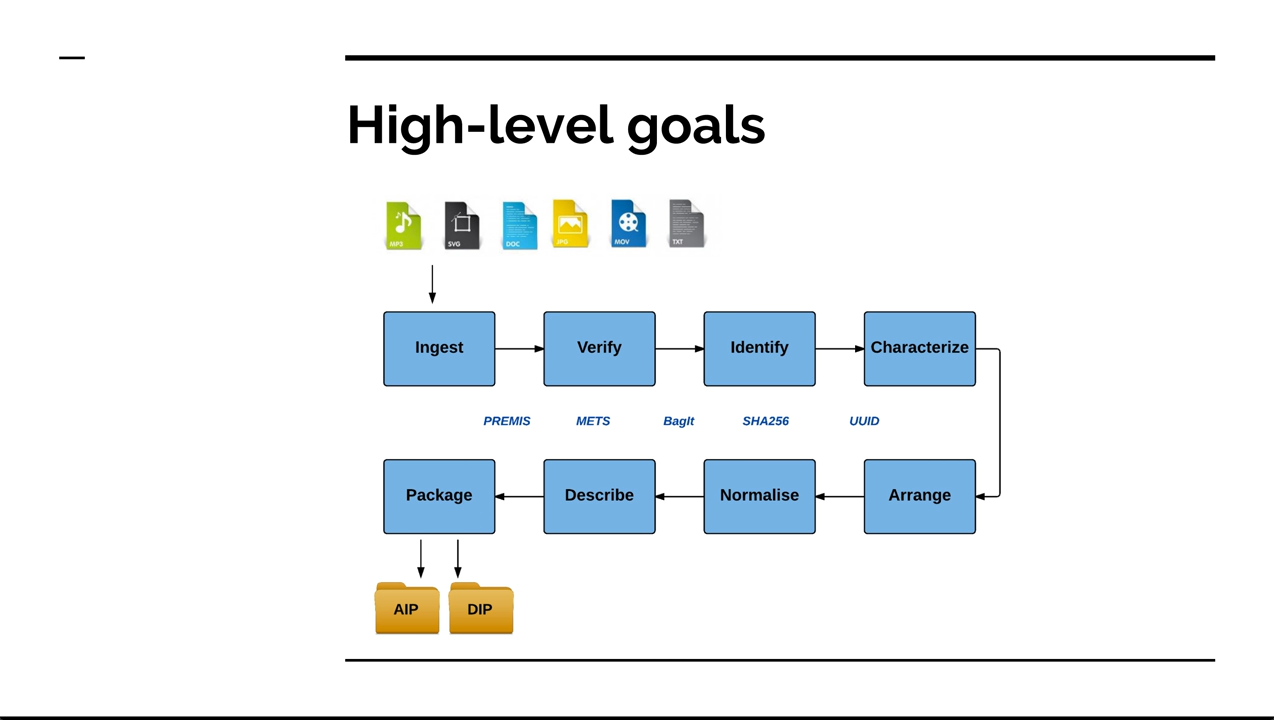 High-level goals
MP3 SVG DOC JPG MOV TXT
Ingest Verify Identify Characterize
PREMIS METS BagIt SHA256 UUID
Package Describe Normalise Arrange
AIP DIP